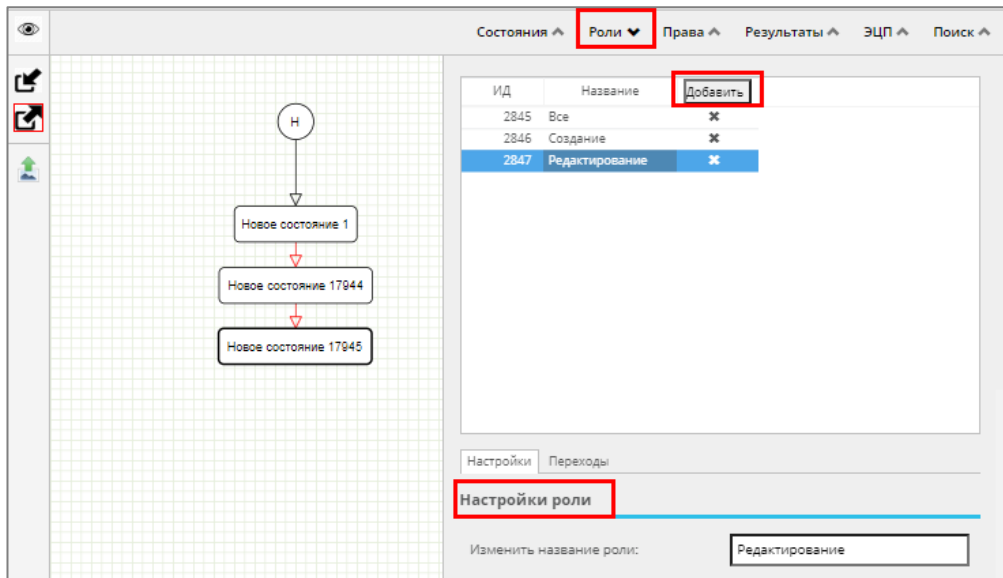 Состояния Роли Права Результаты ЭЦП Поиск
Н
Новое состояние 1
Новое состояние 17944
Новое состояние 17945
ИД Название Добавить
2845 Все
2846 Создание
2847 Редактирование
Настройки Переходы
Настройки роли
Изменить название роли: Редактирование